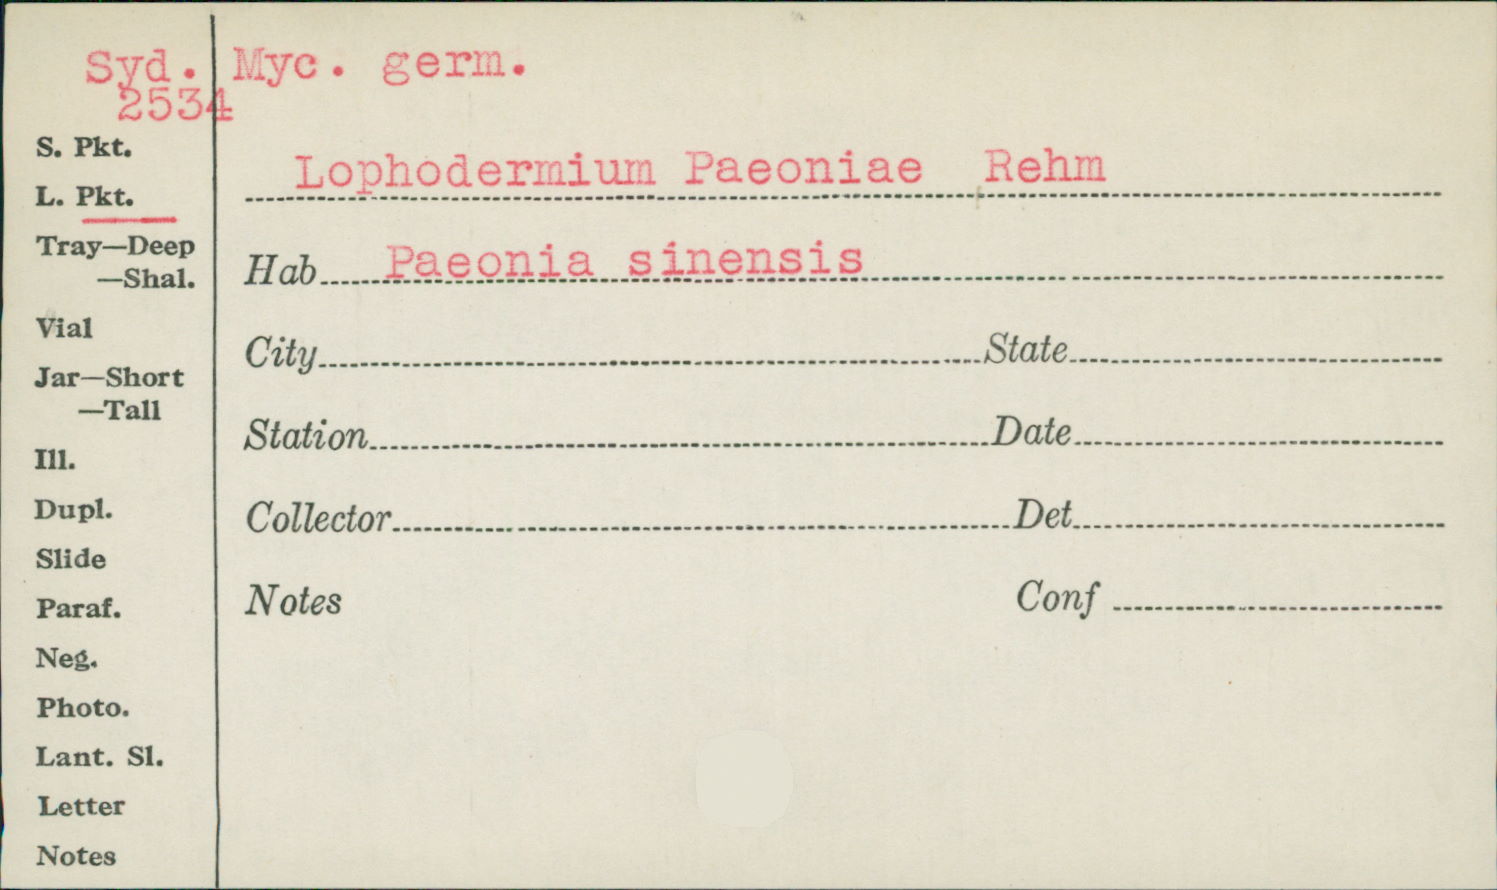 Syd. Myc. germ.
2534
S. Pkt.
Lophodermium Paeoniae Rehm
L. Pkt.
Tray—Deep
—Shal.
Hab Paeonia sinensis
Vial
City State
Jar—Short
—Tall
Station Date
Ill.
Dupl.
Collector Det
Slide
Paraf.
Notes Conf
Neg.
Photo.
Lant. Sl.
Letter
Notes